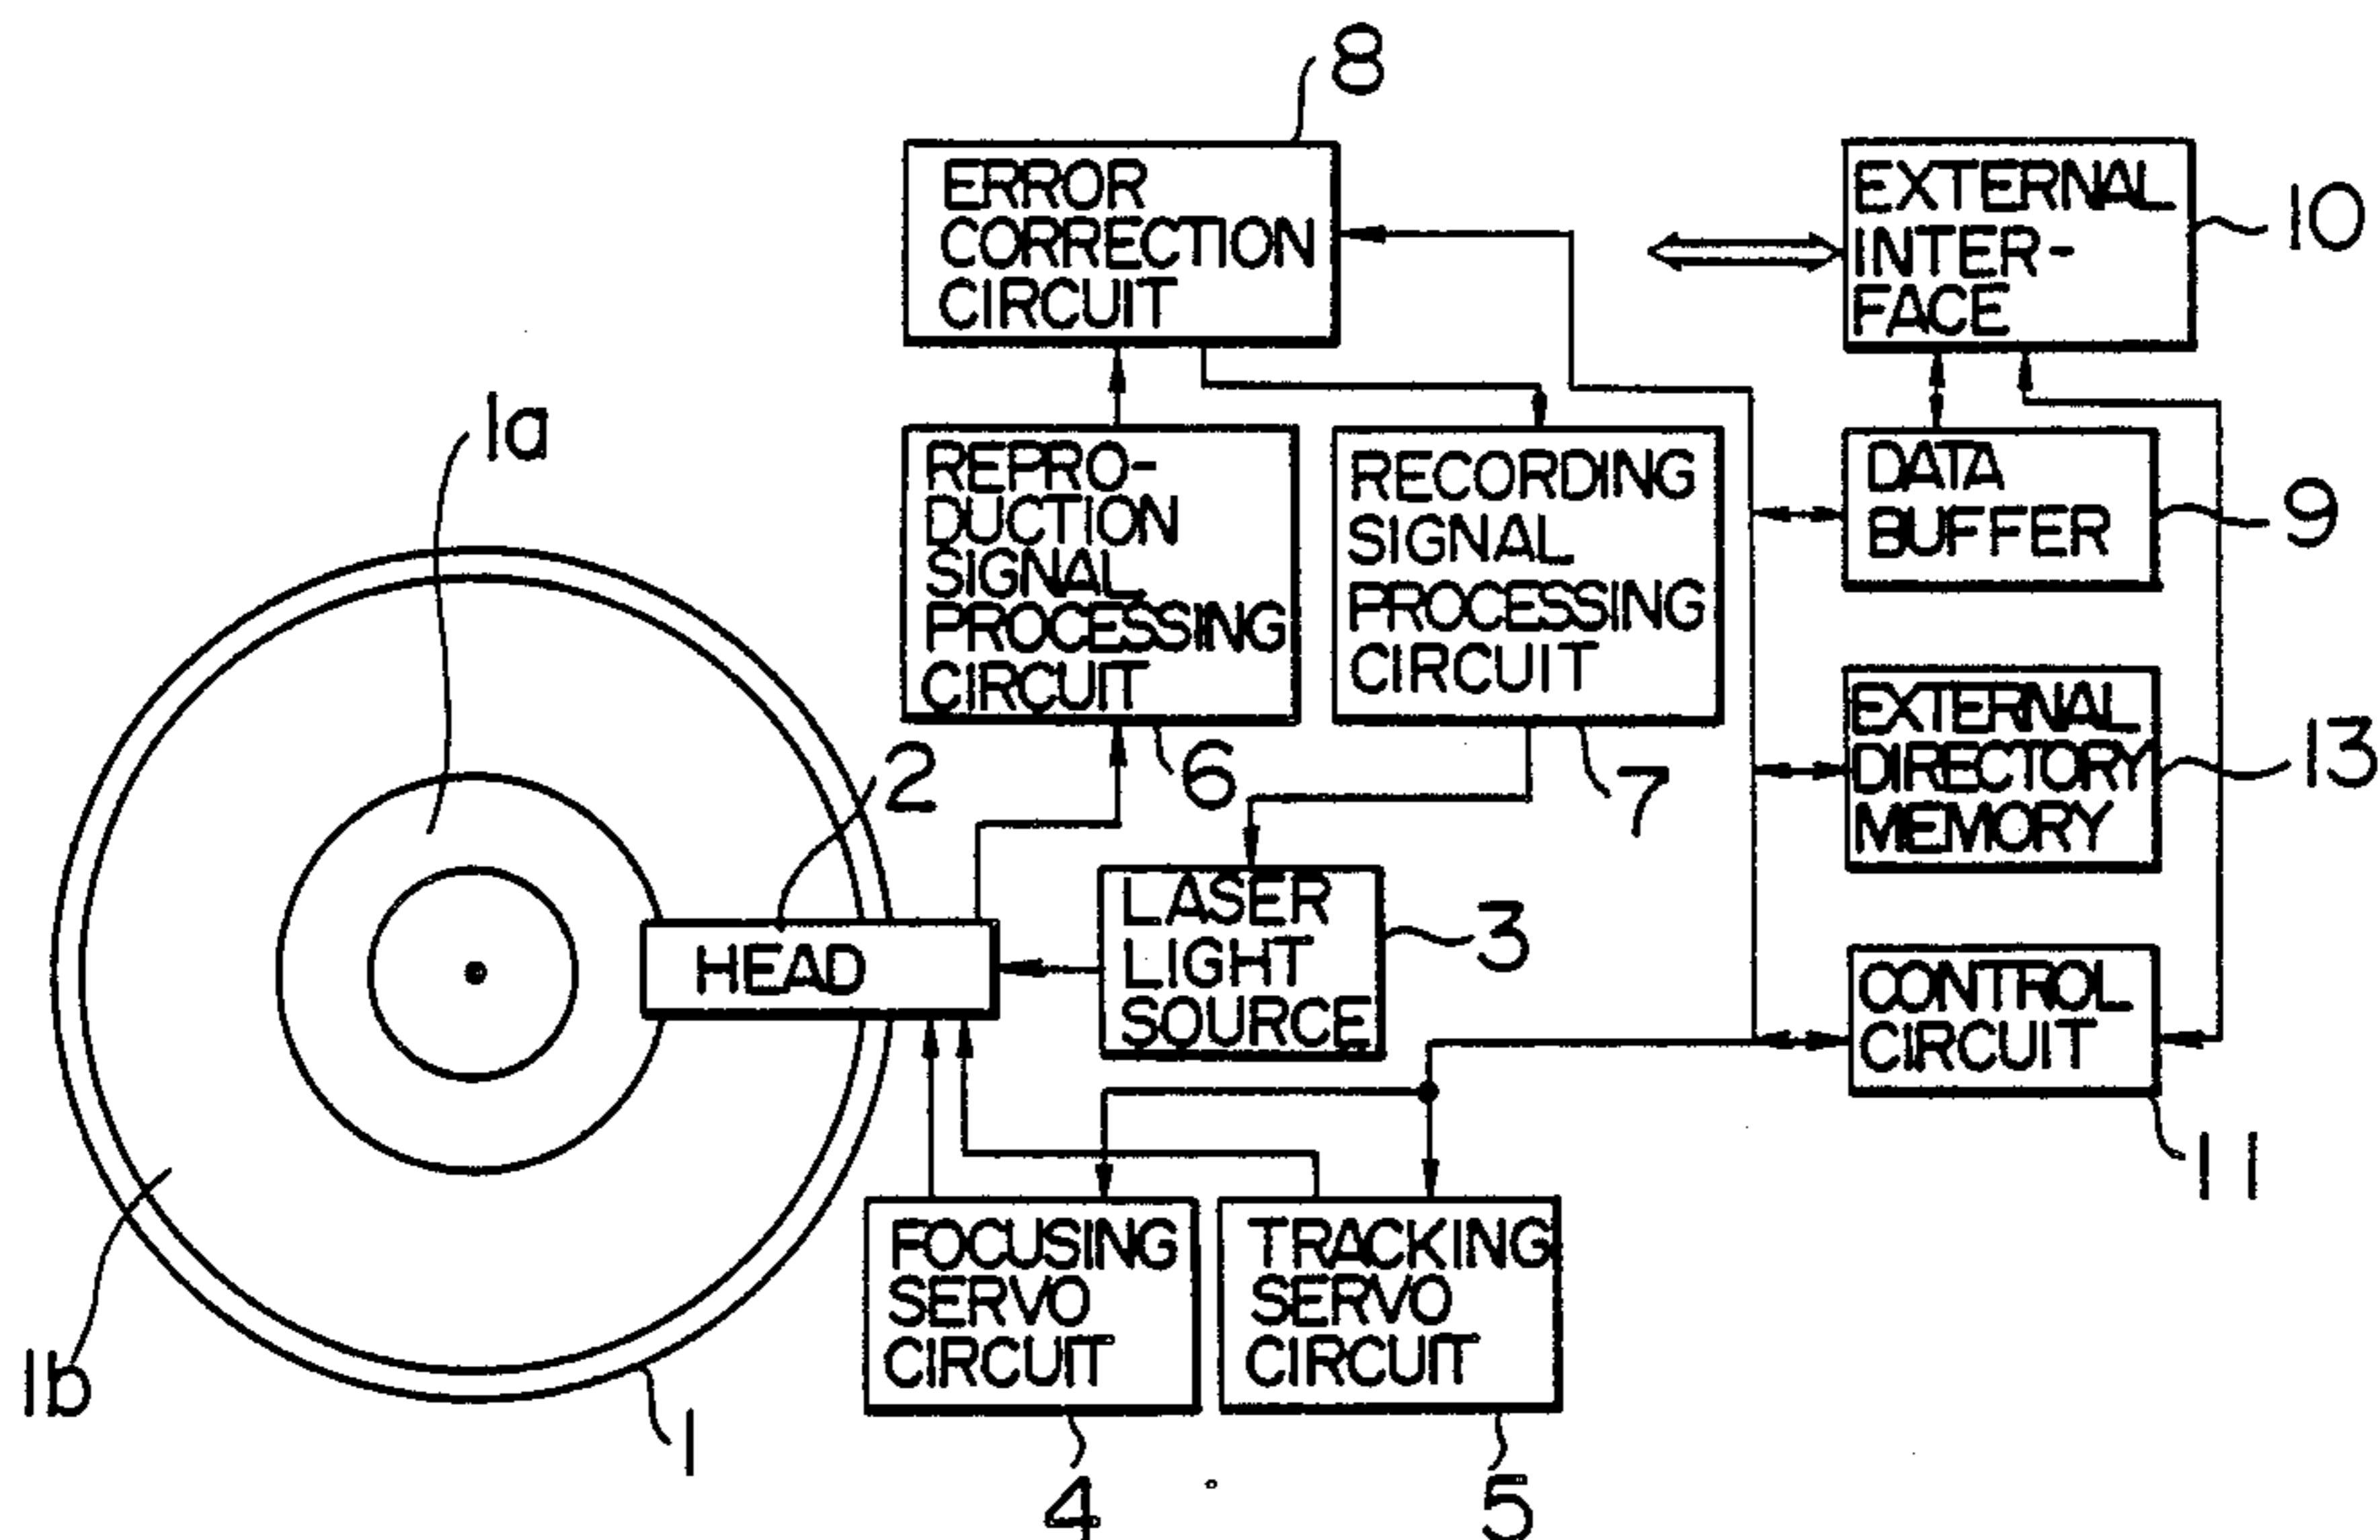 8
ERROR
CORRECTION
CIRCUIT
EXTERNAL
INTER-
FACE
10
1a
REPRO-
DUCTION
SIGNAL
PROCESSING
CIRCUIT
6
RECORDING
SIGNAL
PROCESSING
CIRCUIT
7
DATA
BUFFER
9
EXTERNAL
DIRECTORY
MEMORY
13
2
HEAD
LASER
LIGHT
SOURCE
3
CONTROL
CIRCUIT
11
1b
1
FOCUSING
SERVO
CIRCUIT
4
TRACKING
SERVO
CIRCUIT
5